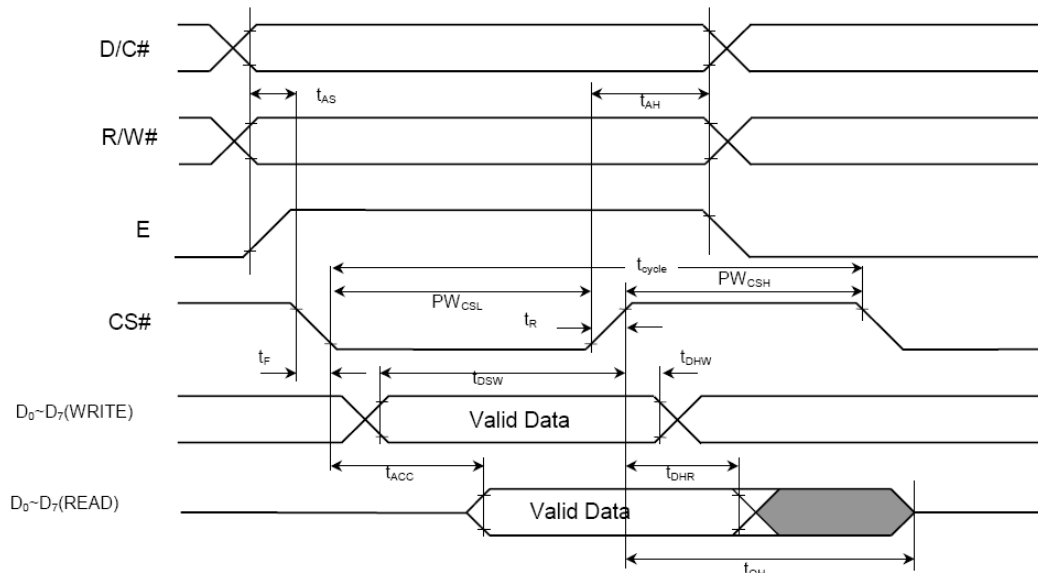 D/C#
tAS
tAH
R/W#
E
tcycle
PWCSL
PWCSH
CS#
tR
tF
tDSW
tDHW
D0~D7(WRITE)
Valid Data
tACC
tDHR
D0~D7(READ)
Valid Data